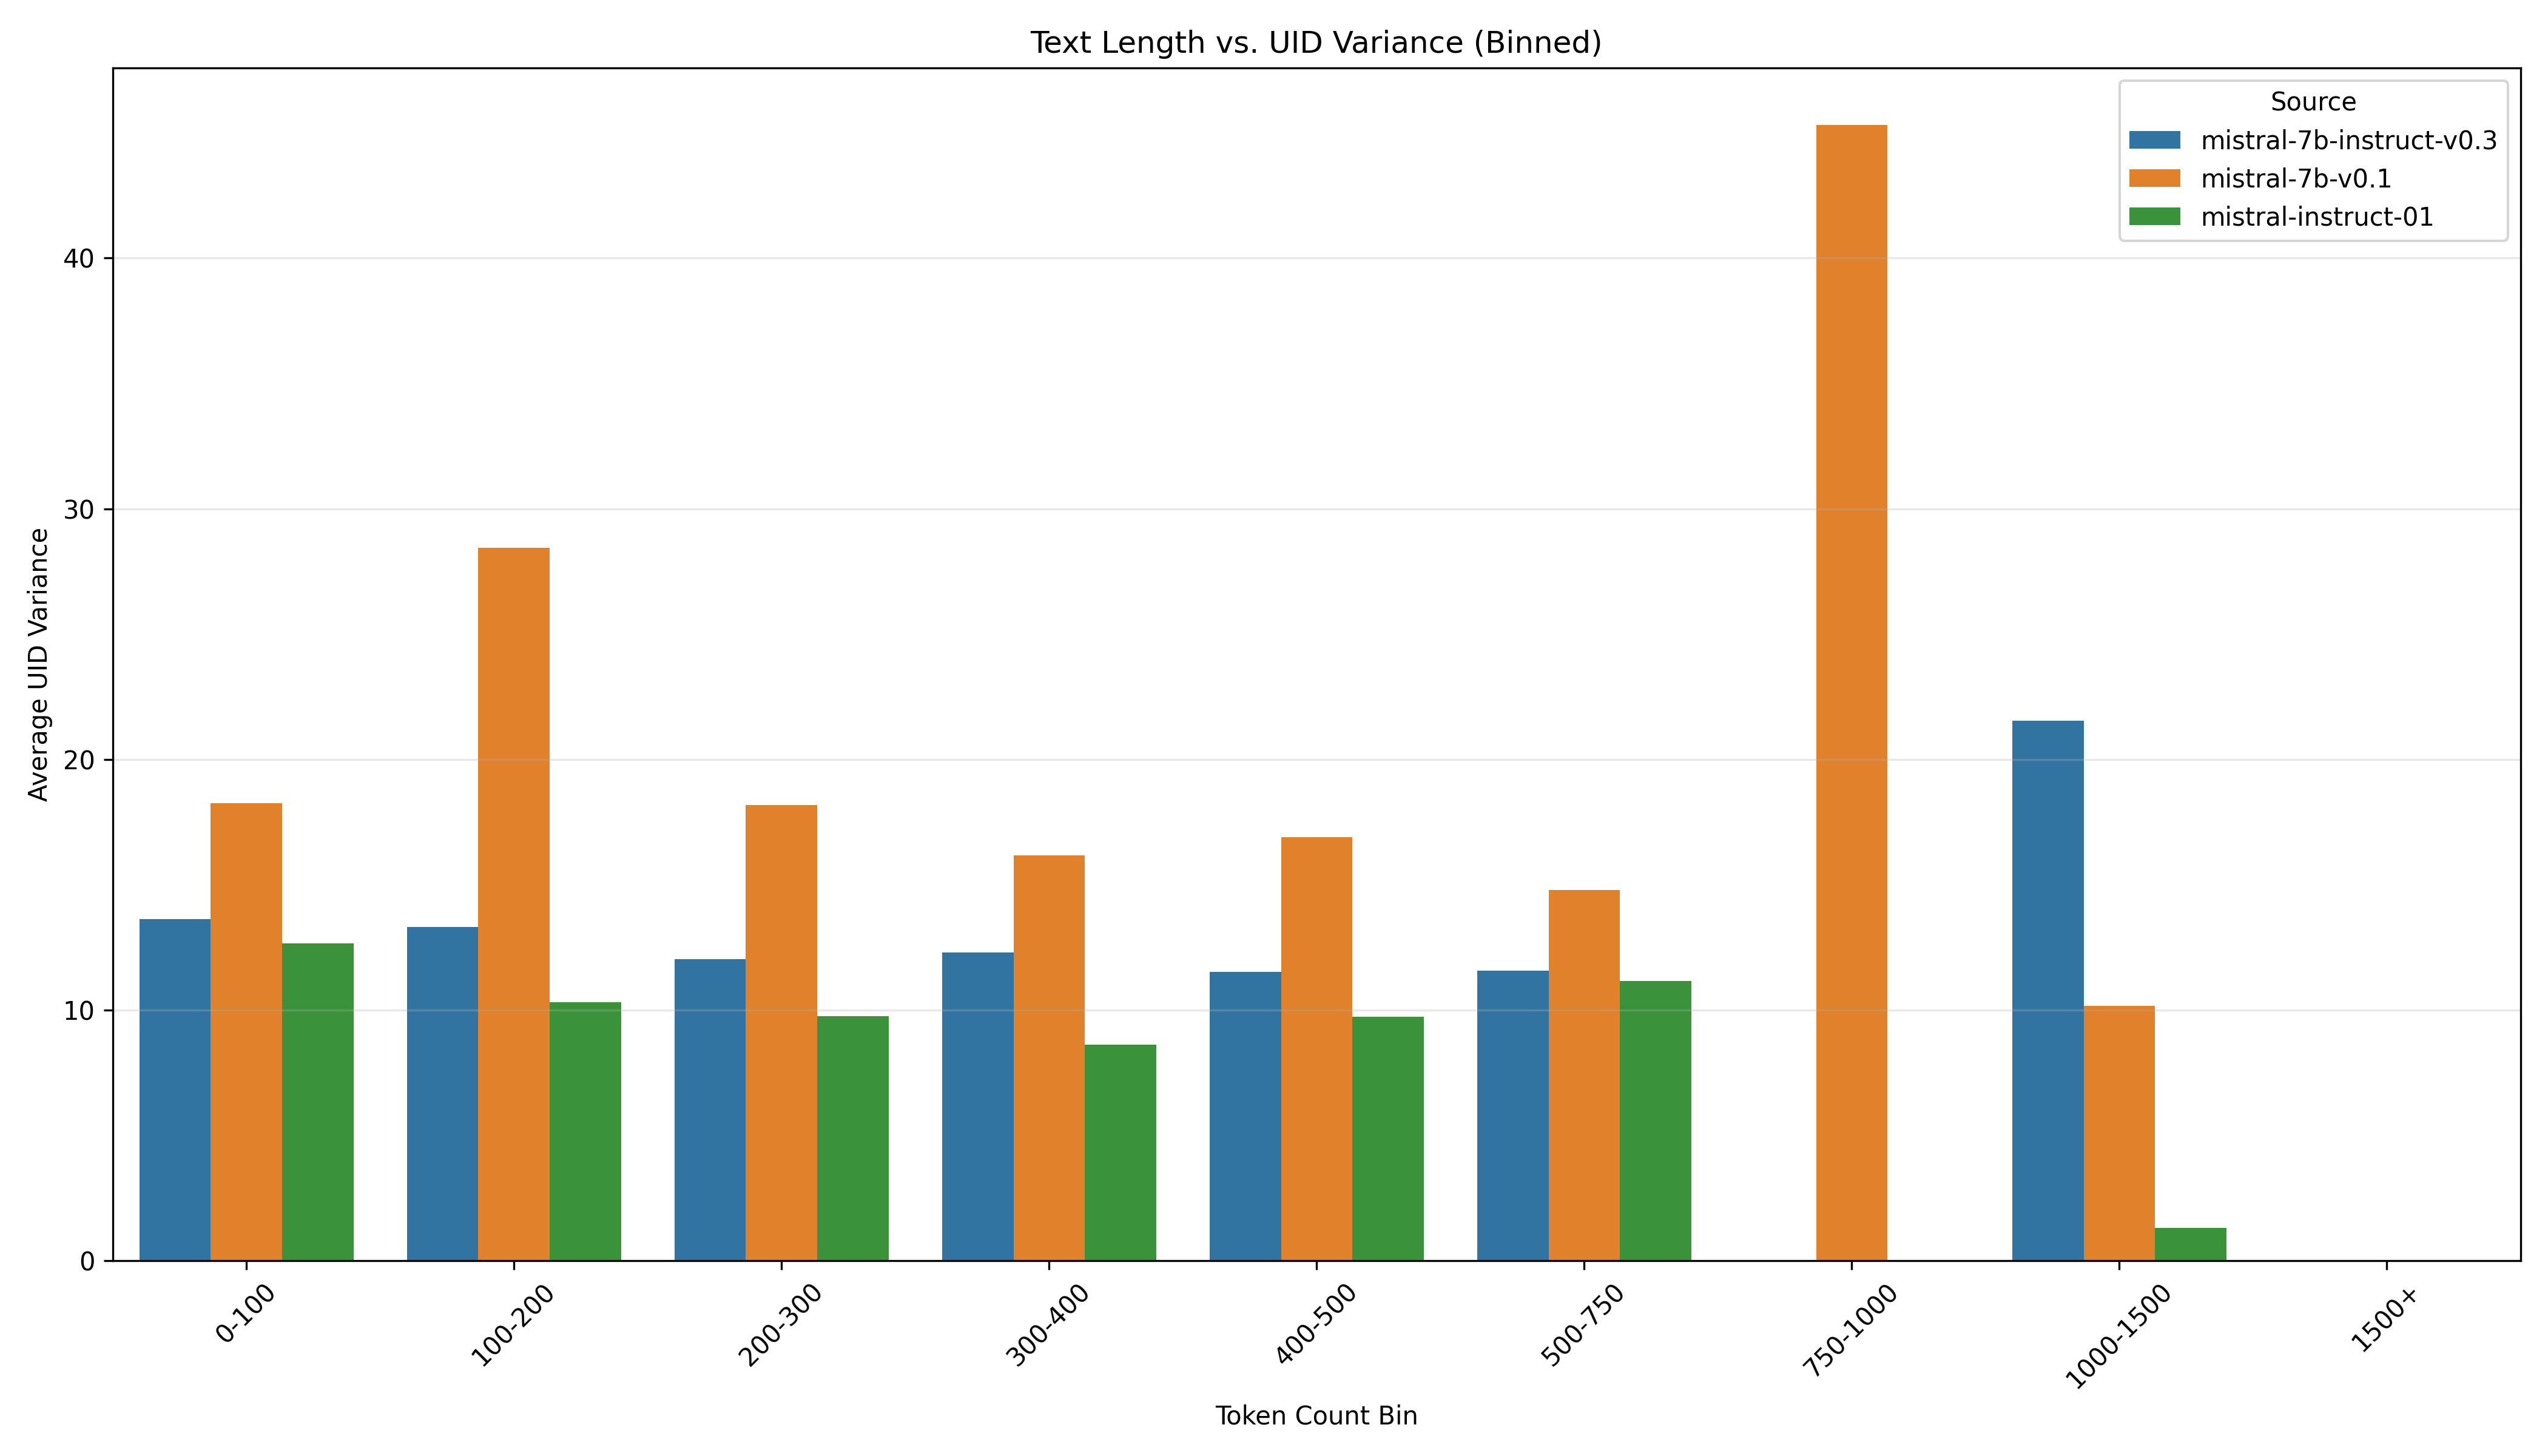 Text Length vs. UID Variance (Binned)
Source
mistral-7b-instruct-v0.3
mistral-7b-v0.1
mistral-instruct-01
Average UID Variance
40
30
20
10
0
0-100
100-200
200-300
300-400
400-500
500-750
750-1000
1000-1500
1500+
Token Count Bin